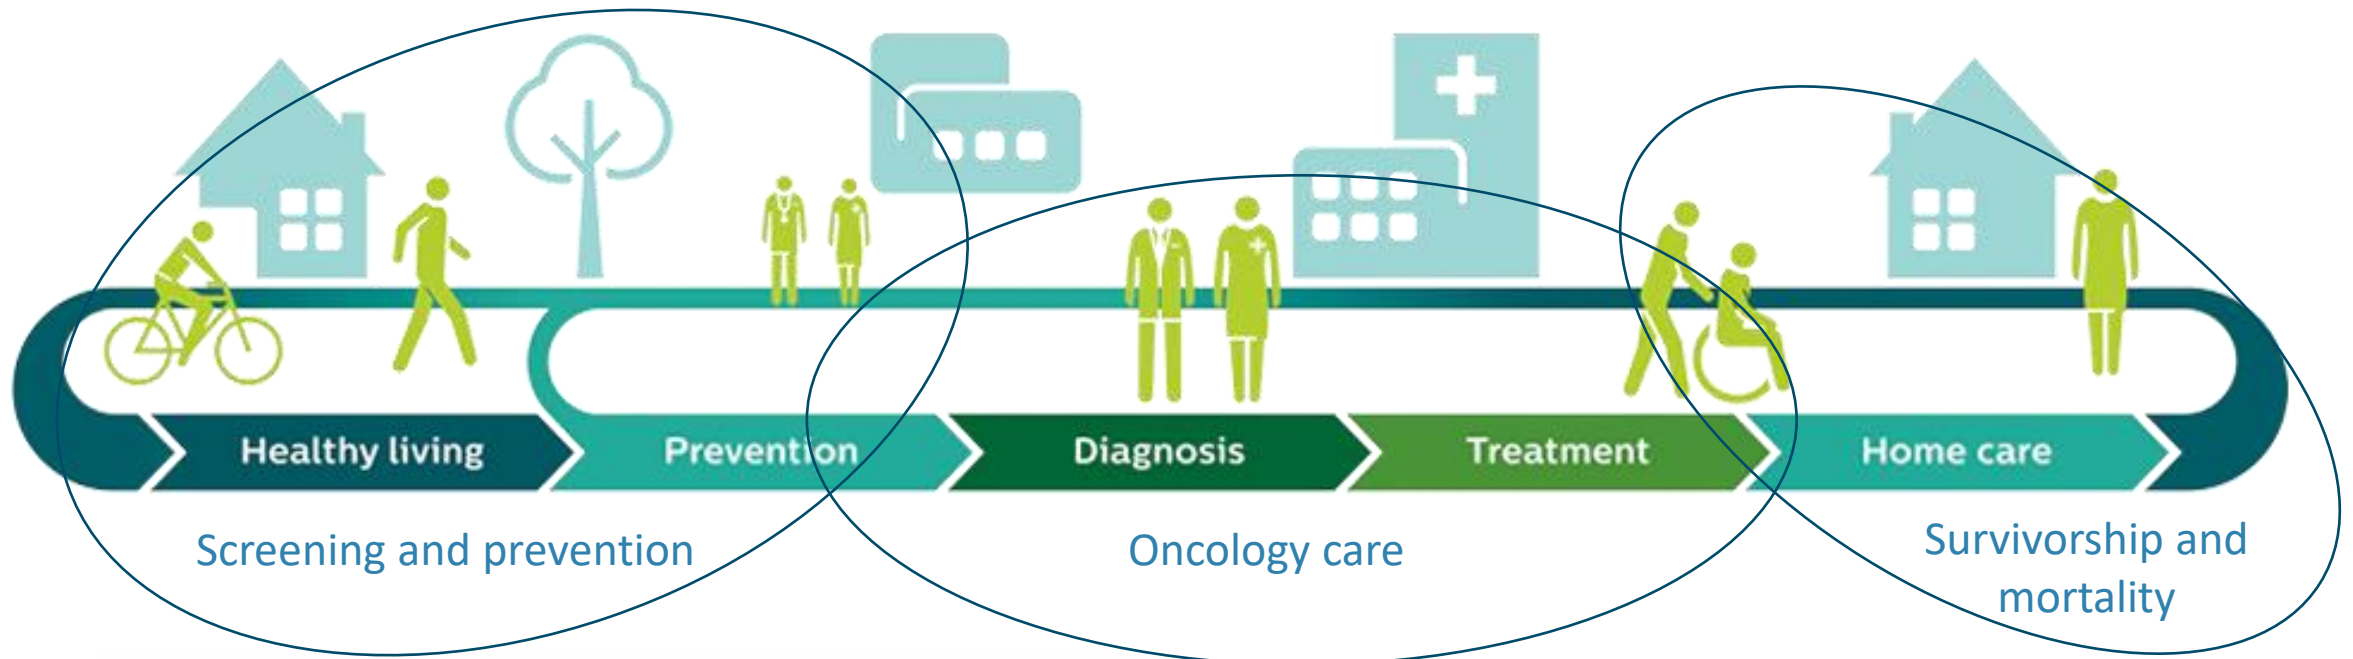 Healthy living
Prevention
Diagnosis
Treatment
Home care
Screening and prevention
Oncology care
Survivorship and
mortality